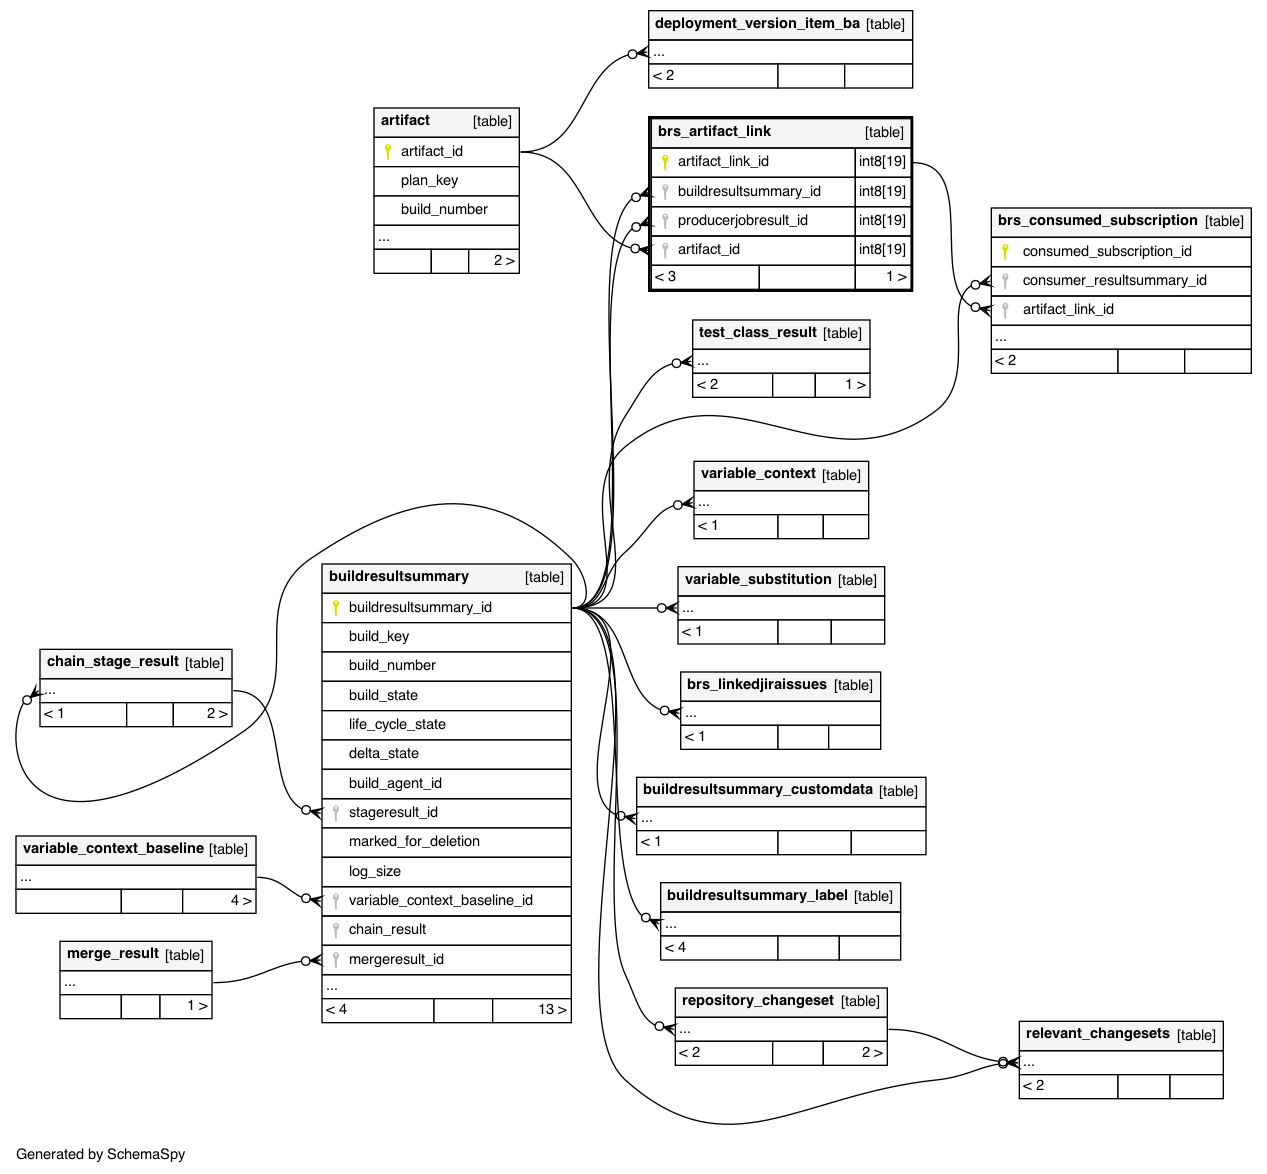 deployment_version_item_ba [table]
...
< 2
artifact [table]
artifact_id
plan_key
build_number
...
2 >
brs_artifact_link [table]
artifact_link_id int8[19]
buildresultsummary_id int8[19]
producerjobresult_id int8[19]
artifact_id int8[19]
< 3 1 >
brs_consumed_subscription [table]
consumed_subscription_id
consumer_resultsummary_id
artifact_link_id
...
< 2
test_class_result [table]
...
< 2 1 >
variable_context [table]
...
< 1
variable_substitution [table]
...
< 1
brs_linkedjiraissues [table]
...
< 1
buildresultsummary [table]
buildresultsummary_id
build_key
build_number
build_state
life_cycle_state
delta_state
build_agent_id
stageresult_id
marked_for_deletion
log_size
variable_context_baseline_id
chain_result
mergeresult_id
...
< 4 13 >
chain_stage_result [table]
...
< 1 2 >
variable_context_baseline [table]
...
4 >
merge_result [table]
...
1 >
buildresultsummary_customdata [table]
...
< 1
buildresultsummary_label [table]
...
< 4
repository_changeset [table]
...
< 2 2 >
relevant_changesets [table]
...
< 2
Generated by SchemaSpy